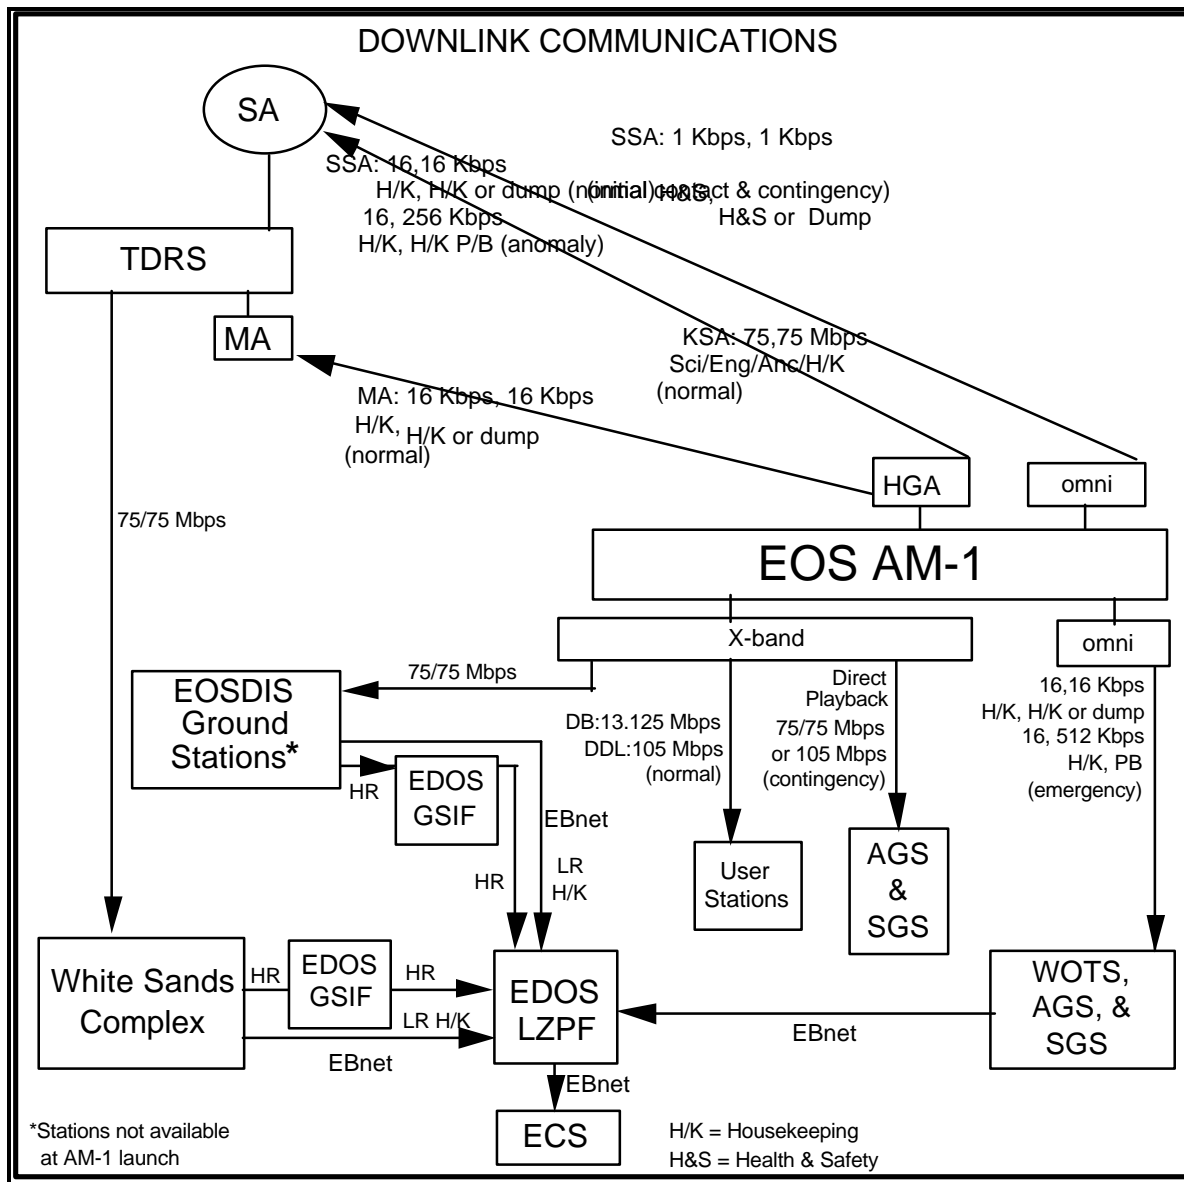 DOWNLINK COMMUNICATIONS
SA
SSA: 1 Kbps, 1 Kbps
(initial contact & contingency)
H&S,
H&S or Dump
SSA: 16,16 Kbps
H/K, H/K or dump (nominal)
16, 256 Kbps
H/K, H/K P/B (anomaly)
TDRS
MA
KSA: 75,75 Mbps
Sci/Eng/Anc/H/K
(normal)
MA: 16 Kbps, 16 Kbps
H/K, H/K or dump
(normal)
HGA
omni
75/75 Mbps
EOS AM-1
X-band
omni
75/75 Mbps
EOSDIS
Ground
Stations*
Direct
Playback
75/75 Mbps
or 105 Mbps
(contingency)
DB:13.125 Mbps
DDL:105 Mbps
(normal)
16,16 Kbps
H/K, H/K or dump
16, 512 Kbps
H/K, PB
(emergency)
HR
EDOS
GSIF
EBnet
HR
LR
H/K
User
Stations
AGS
&
SGS
White Sands
Complex
HR
EDOS
GSIF
HR
LR H/K
EBnet
EDOS
LZPF
EBnet
WOTS,
AGS, &
SGS
EBnet
ECS
*Stations not available
at AM-1 launch
H/K = Housekeeping
H&S = Health & Safety